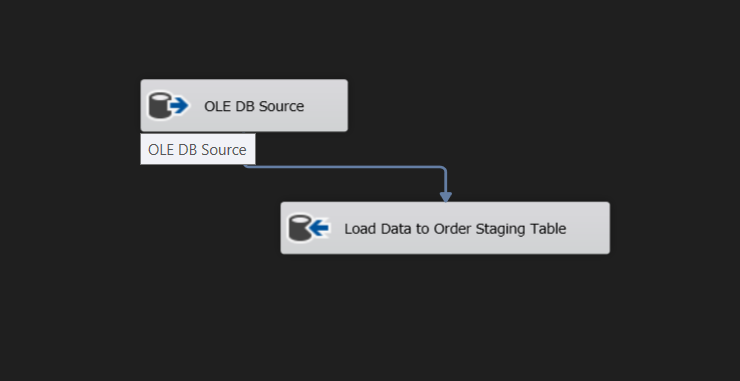 OLE DB Source
OLE DB Source
Load Data to Order Staging Table